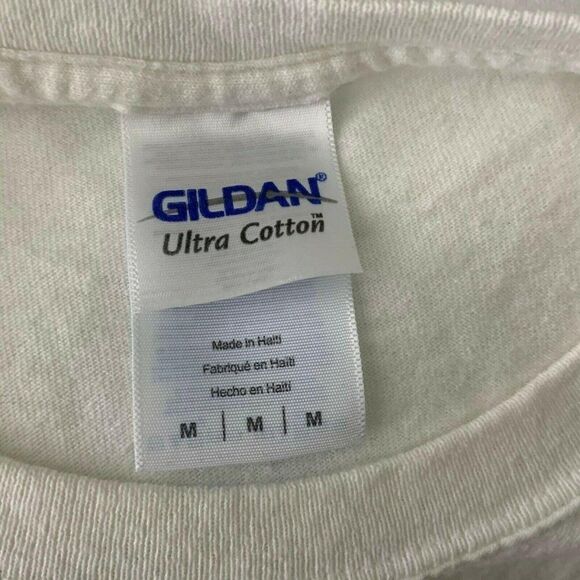 GILDAN®
Ultra Cotton™
Made in Haiti
Fabriqué en Haïti
Hecho en Haití
M | M | M